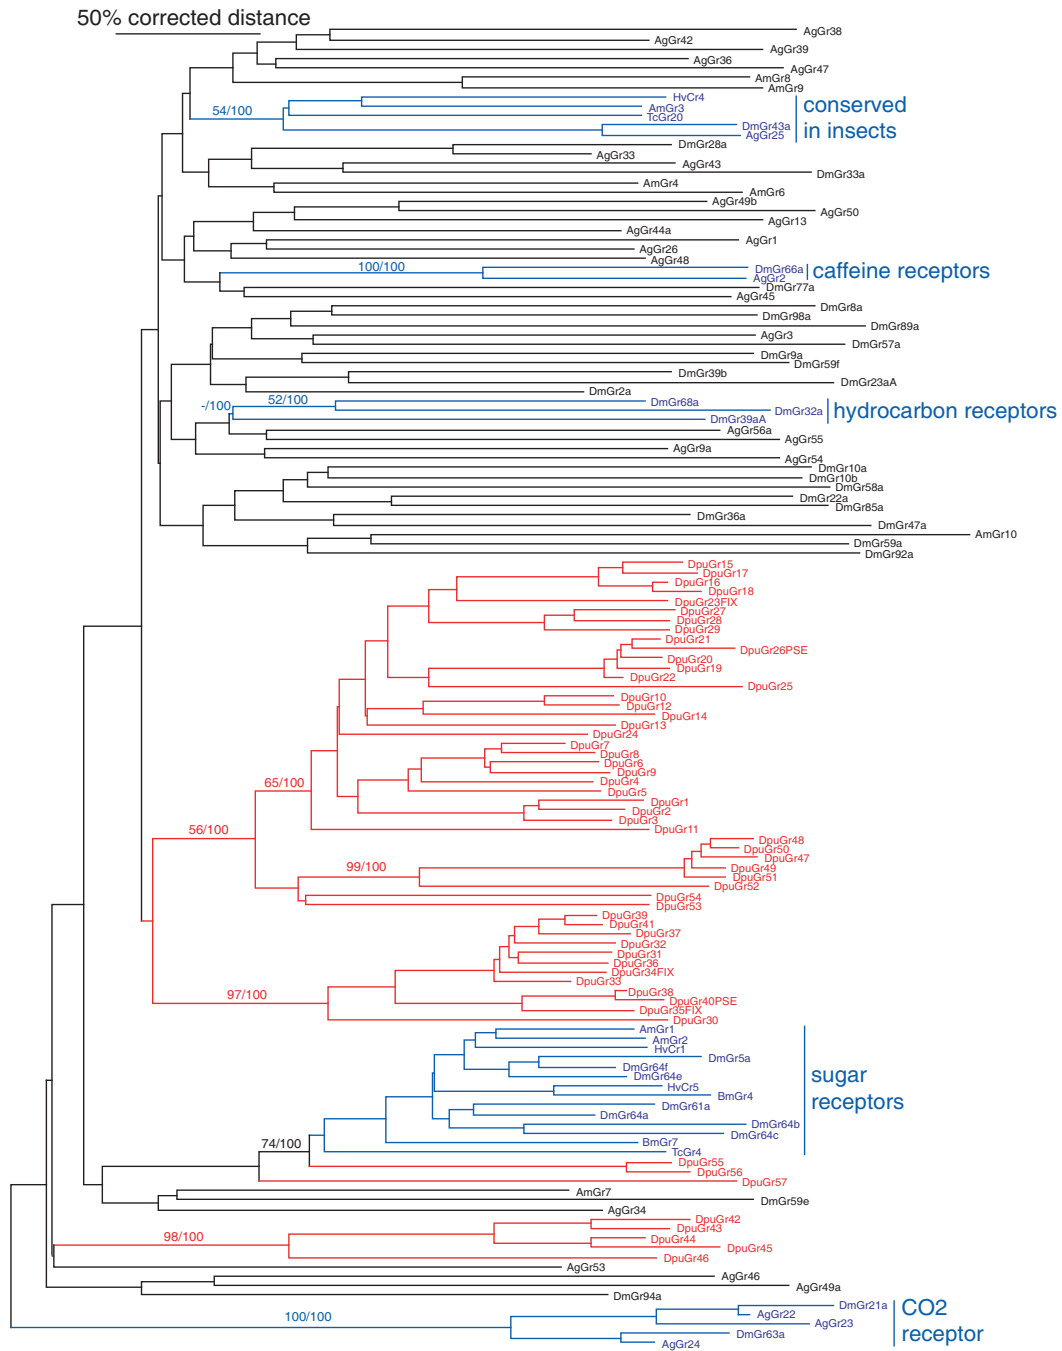 50% corrected distance
AgGr38
AgGr42
AgGr39
AgGr36
AgGr47
AmGr8
AmGr9
HvCr4
54/100
AmGr3
TcGr20
DmGr43a
AgGr25
conserved
in insects
DmGr28a
AgGr33
AgGr43
DmGr33a
AmGr4
AmGr6
AgGr49b
AgGr50
AgGr13
AgGr44a
AgGr1
AgGr26
AgGr48
100/100
DmGr66a
AgGr2
caffeine receptors
DmGr77a
AgGr45
DmGr8a
DmGr98a
DmGr89a
AgGr3
DmGr57a
DmGr9a
DmGr59f
DmGr39b
DmGr23aA
DmGr2a
-/100
52/100
DmGr68a
DmGr32a
DmGr39aA
hydrocarbon receptors
AgGr56a
AgGr55
AgGr9a
AgGr54
DmGr10a
DmGr10b
DmGr58a
DmGr22a
DmGr85a
DmGr36a
DmGr47a
AmGr10
DmGr59a
DmGr92a
DpuGr15
DpuGr17
DpuGr16
DpuGr18
DpuGr23FIX
DpuGr27
DpuGr28
DpuGr29
DpuGr21
DpuGr26PSE
DpuGr20
DpuGr19
DpuGr22
DpuGr25
DpuGr10
DpuGr12
DpuGr14
DpuGr13
DpuGr24
DpuGr7
DpuGr8
DpuGr6
DpuGr9
65/100
DpuGr4
DpuGr5
DpuGr1
DpuGr2
DpuGr3
56/100
DpuGr11
DpuGr48
DpuGr50
DpuGr47
99/100
DpuGr49
DpuGr51
DpuGr52
DpuGr54
DpuGr53
DpuGr39
DpuGr41
DpuGr37
DpuGr32
DpuGr31
DpuGr36
DpuGr34FIX
DpuGr33
97/100
DpuGr38
DpuGr40PSE
DpuGr35FIX
DpuGr30
AmGr1
AmGr2
HvCr1
DmGr5a
DmGr64f
DmGr64e
HvCr5
BmGr4
DmGr61a
DmGr64a
DmGr64b
DmGr64c
sugar
receptors
74/100
BmGr7
TcGr4
DpuGr55
DpuGr56
DpuGr57
AmGr7
DmGr59e
AgGr34
DpuGr42
DpuGr43
98/100
DpuGr44
DpuGr45
DpuGr46
AgGr53
AgGr46
AgGr49a
DmGr94a
100/100
DmGr21a
AgGr22
AgGr23
DmGr63a
AgGr24
CO2
receptor